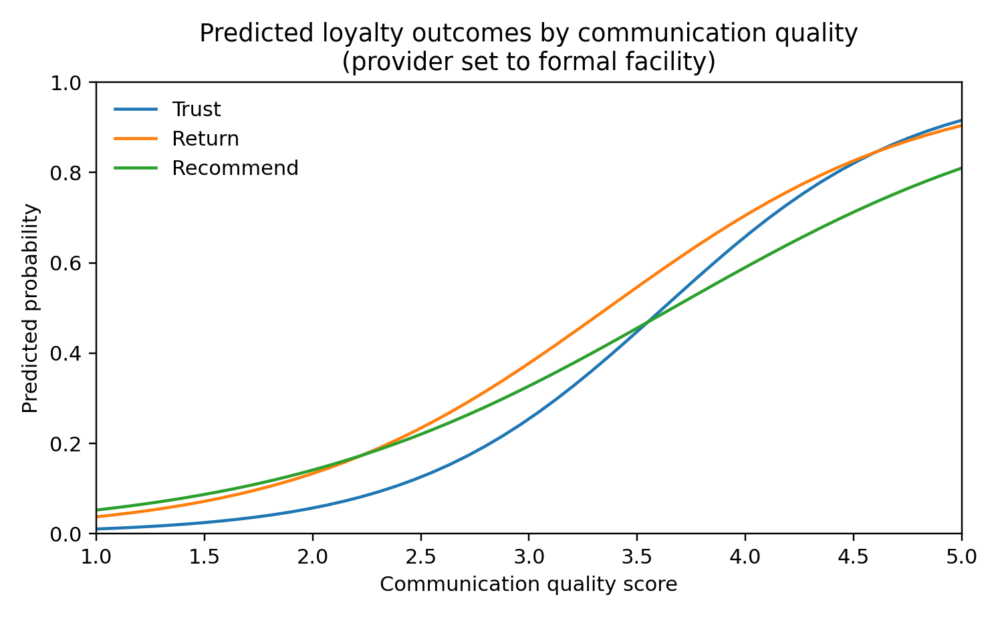 Predicted loyalty outcomes by communication quality
(provider set to formal facility)
Trust
Return
Recommend
Predicted probability
1.0
0.8
0.6
0.4
0.2
0.0
1.0 1.5 2.0 2.5 3.0 3.5 4.0 4.5 5.0
Communication quality score